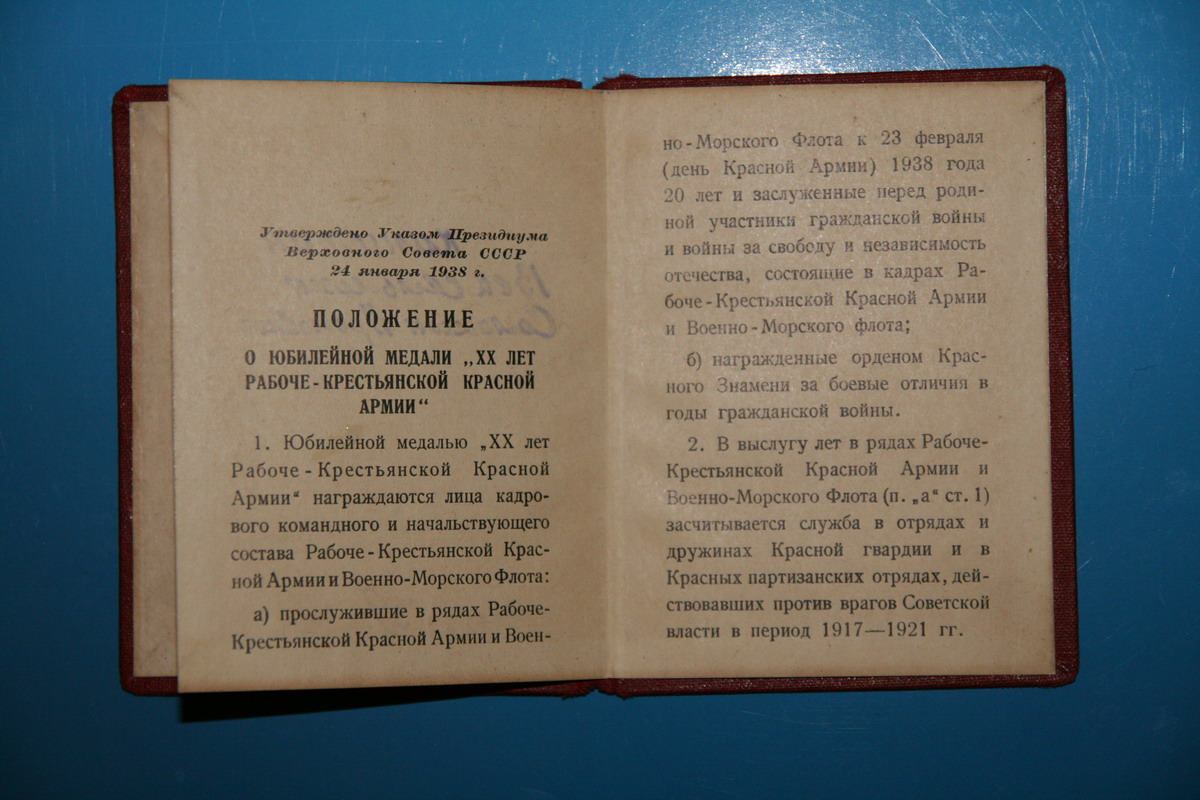 Утверждено Указом Президиума
Верховного Совета СССР
24 января 1938 г.
ПОЛОЖЕНИЕ
О ЮБИЛЕЙНОЙ МЕДАЛИ „XX ЛЕТ
РАБОЧЕ-КРЕСТЬЯНСКОЙ КРАСНОЙ
АРМИИ“
1. Юбилейной медалью „XX лет
Рабоче-Крестьянской Красной
Армии“ награждаются лица кадро-
вого командного и начальствующего
состава Рабоче-Крестьянской Крас-
ной Армии и Военно-Морского Флота:
а) прослужившие в рядах Рабоче-
Крестьянской Красной Армии и Воен-
но-Морского Флота к 23 февраля
(день Красной Армии) 1938 года
20 лет и заслуженные перед роди-
ной участники гражданской войны
и войны за свободу и независимость
отечества, состоящие в кадрах Ра-
боче-Крестьянской Красной Армии
и Военно-Морского флота;
б) награжденные орденом Крас-
ного Знамени за боевые отличия в
годы гражданской войны.
2. В выслугу лет в рядах Рабоче-
Крестьянской Красной Армии и
Военно-Морского Флота (п. „а“ ст. 1)
засчитывается служба в отрядах и
дружинах Красной гвардии и в
Красных партизанских отрядах, дей-
ствовавших против врагов Советской
власти в период 1917—1921 гг.